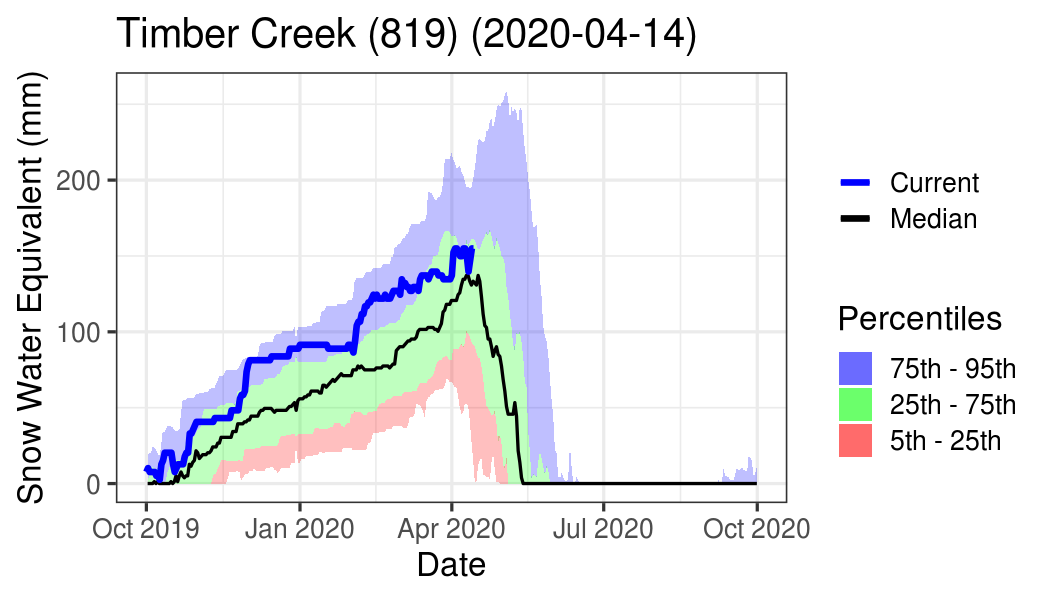 Timber Creek (819) (2020-04-14)
Snow Water Equivalent (mm)
200
100
0
Oct 2019
Jan 2020
Apr 2020
Jul 2020
Oct 2020
Date
Current
Median
Percentiles
75th - 95th
25th - 75th
5th - 25th